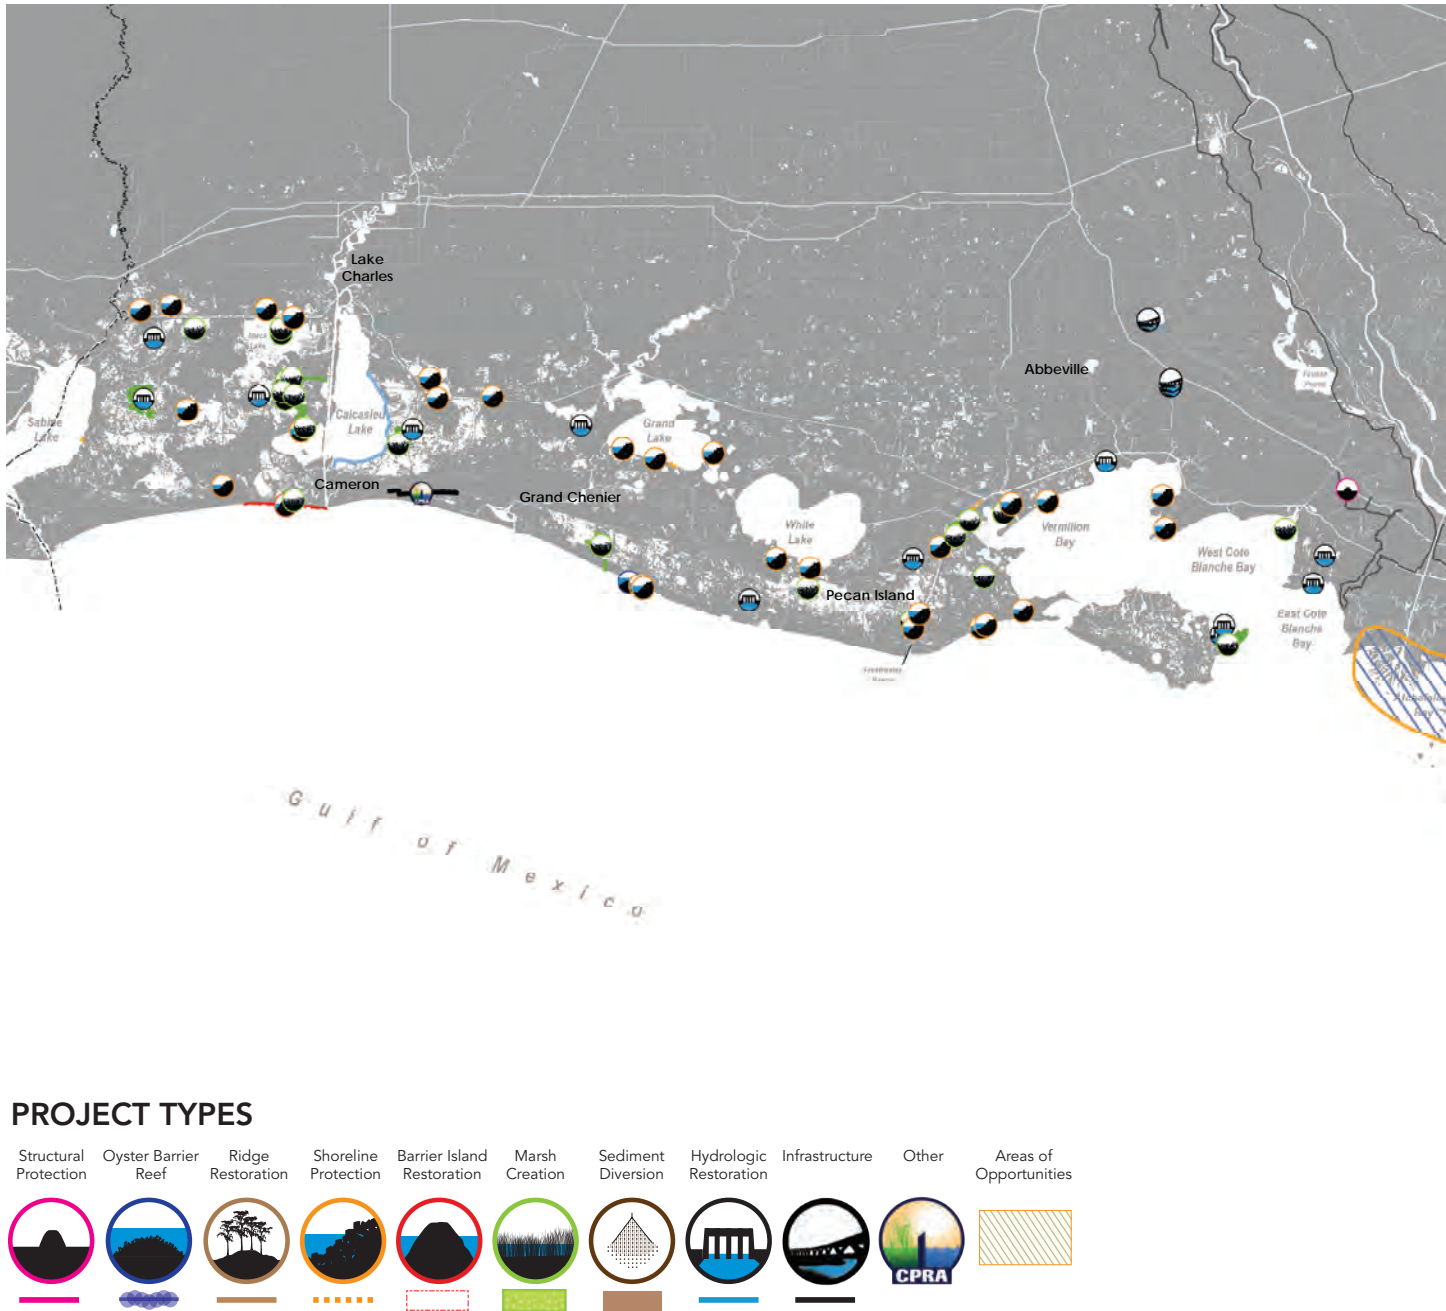 Lake
Charles
Abbeville
Sabine
Lake
Calcasieu
Lake
Grand
Lake
Cameron
Grand Chenier
White
Lake
Vermilion
Bay
West Cote
Blanche Bay
Pecan Island
East Cote
Blanche
Bay
Bay
Gulf of Mexico
PROJECT TYPES
Structural
Protection
Oyster Barrier
Reef
Ridge
Restoration
Shoreline
Protection
Barrier Island
Restoration
Marsh
Creation
Sediment
Diversion
Hydrologic
Restoration
Infrastructure
Other
Areas of
Opportunities
CPRA